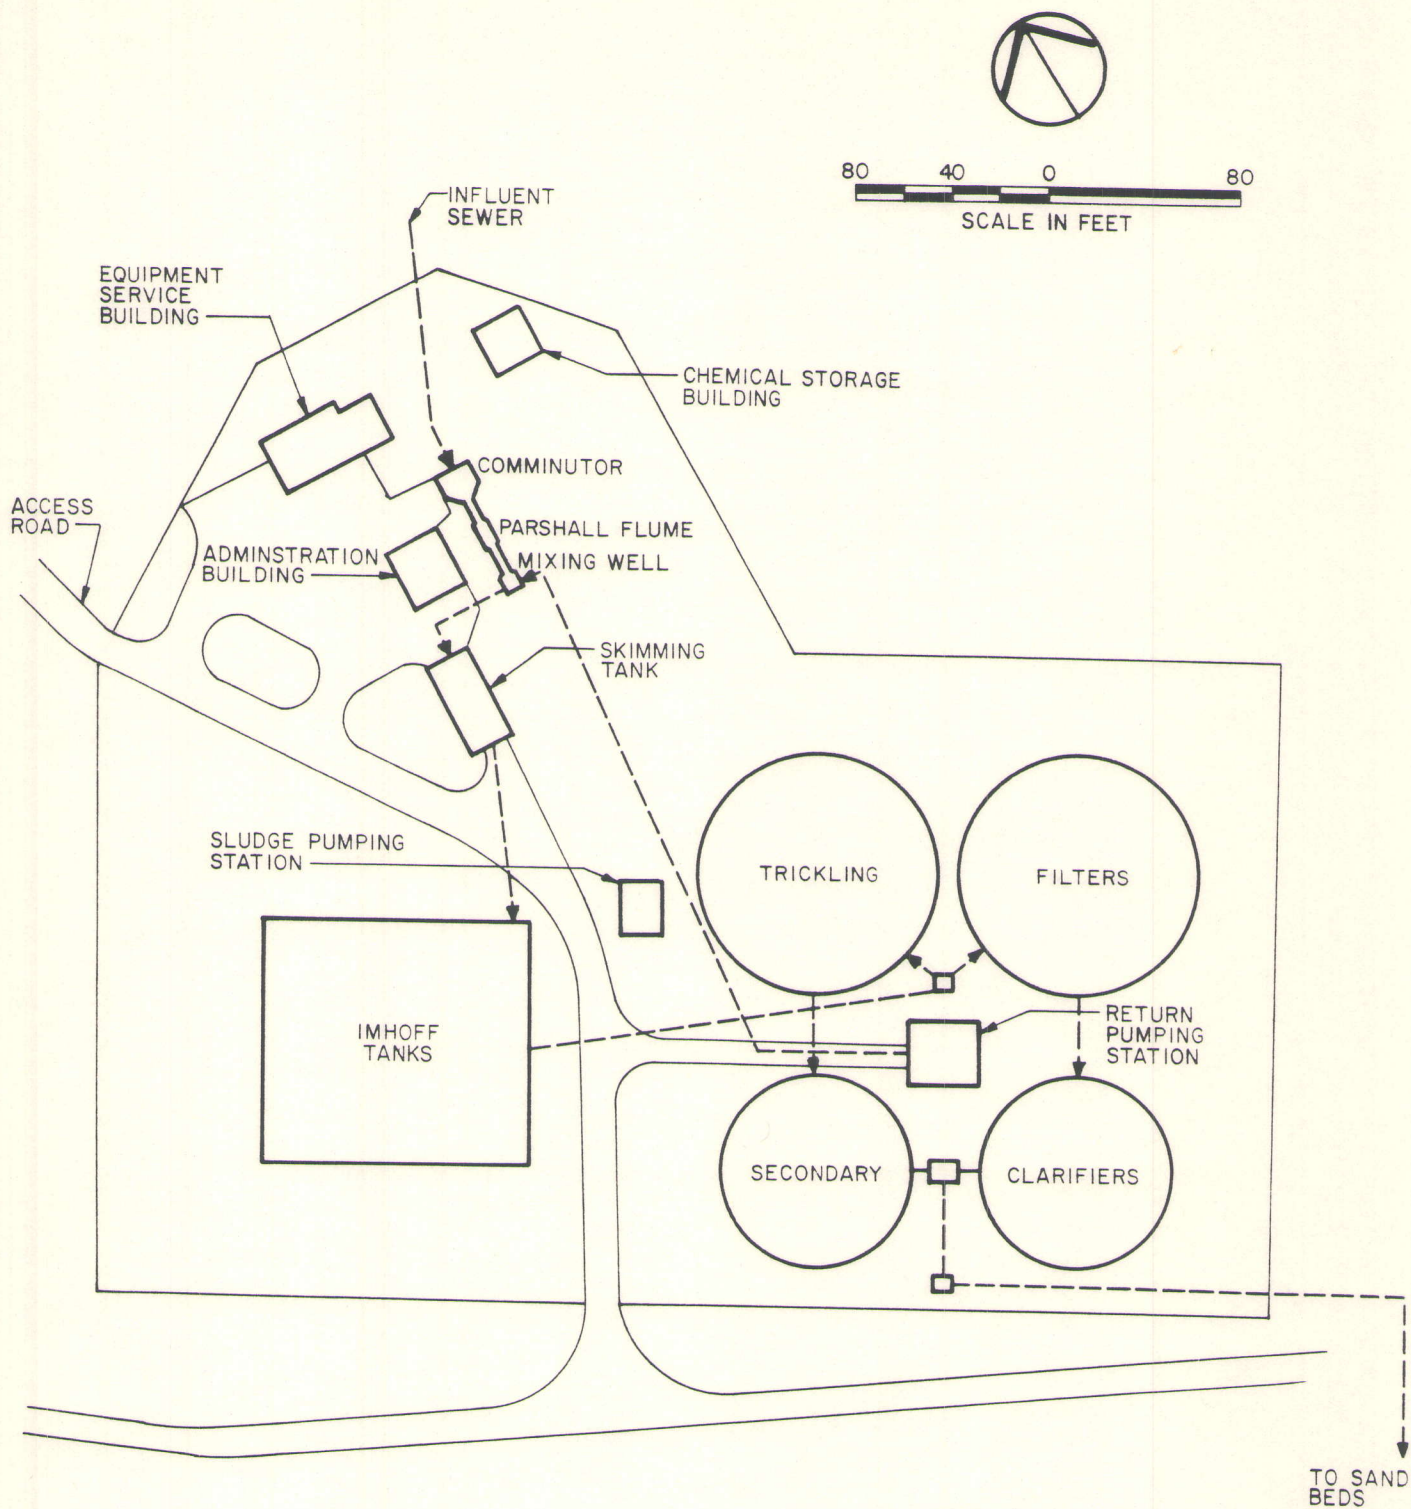 80 40 0 80
SCALE IN FEET
INFLUENT
SEWER
EQUIPMENT
SERVICE
BUILDING
CHEMICAL STORAGE
BUILDING
COMMINUTOR
ACCESS
ROAD
PARSHALL FLUME
ADMINSTRATION
BUILDING
MIXING WELL
SKIMMING
TANK
SLUDGE PUMPING
STATION
TRICKLING
FILTERS
IMHOFF
TANKS
RETURN
PUMPING
STATION
SECONDARY
CLARIFIERS
TO SAND
BEDS